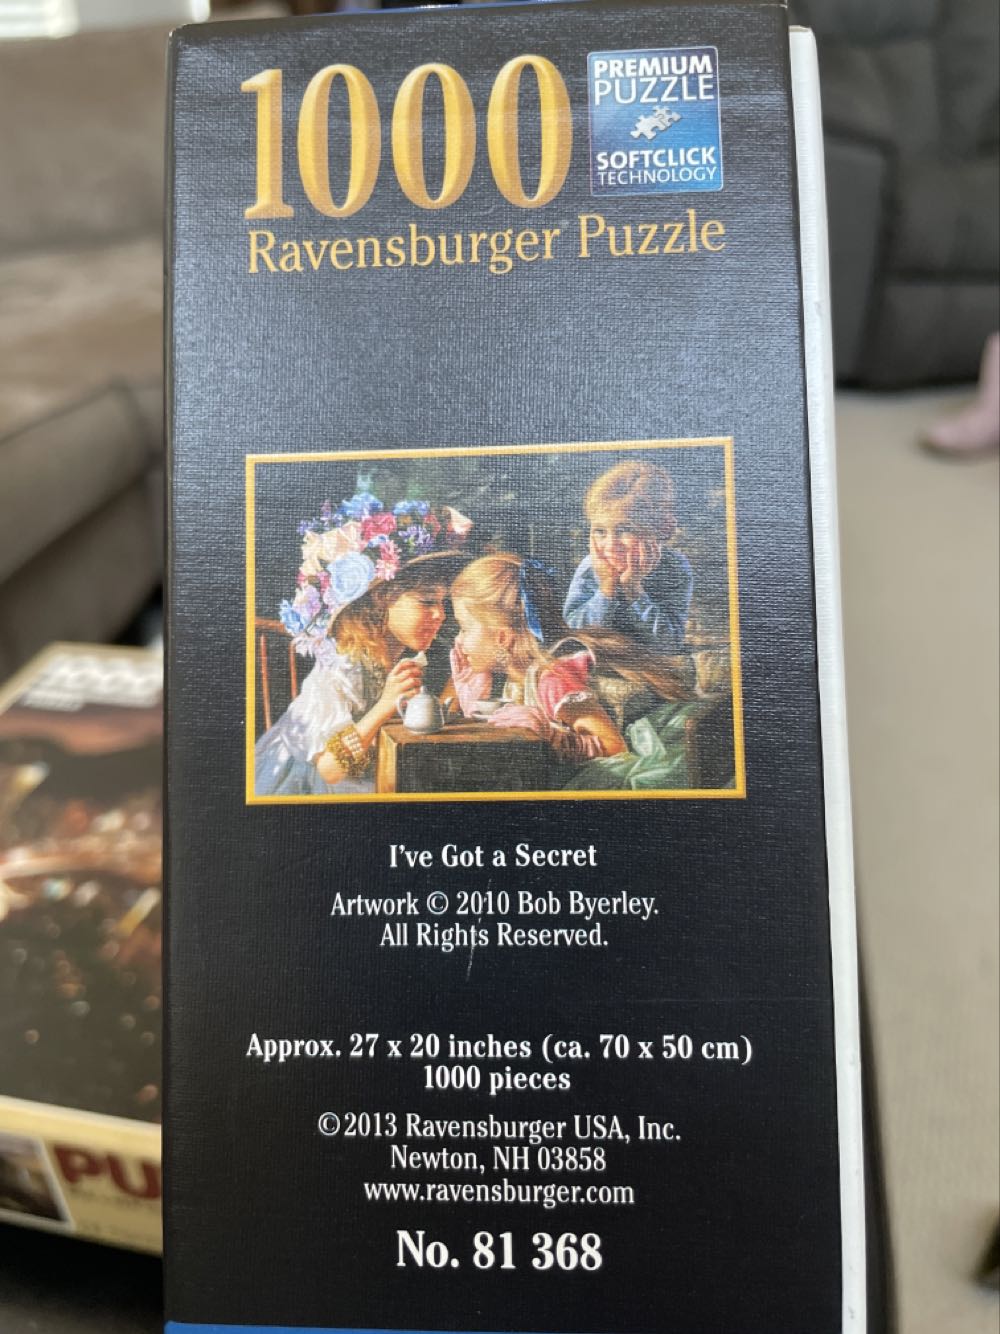 1000
PREMIUM
PUZZLE
SOFTCLICK
TECHNOLOGY
Ravensburger Puzzle
I've Got a Secret
Artwork © 2010 Bob Byerley.
All Rights Reserved.
Approx. 27 x 20 inches (ca. 70 x 50 cm)
1000 pieces
©2013 Ravensburger USA, Inc.
Newton, NH 03858
www.ravensburger.com
No. 81 368
1000
PU